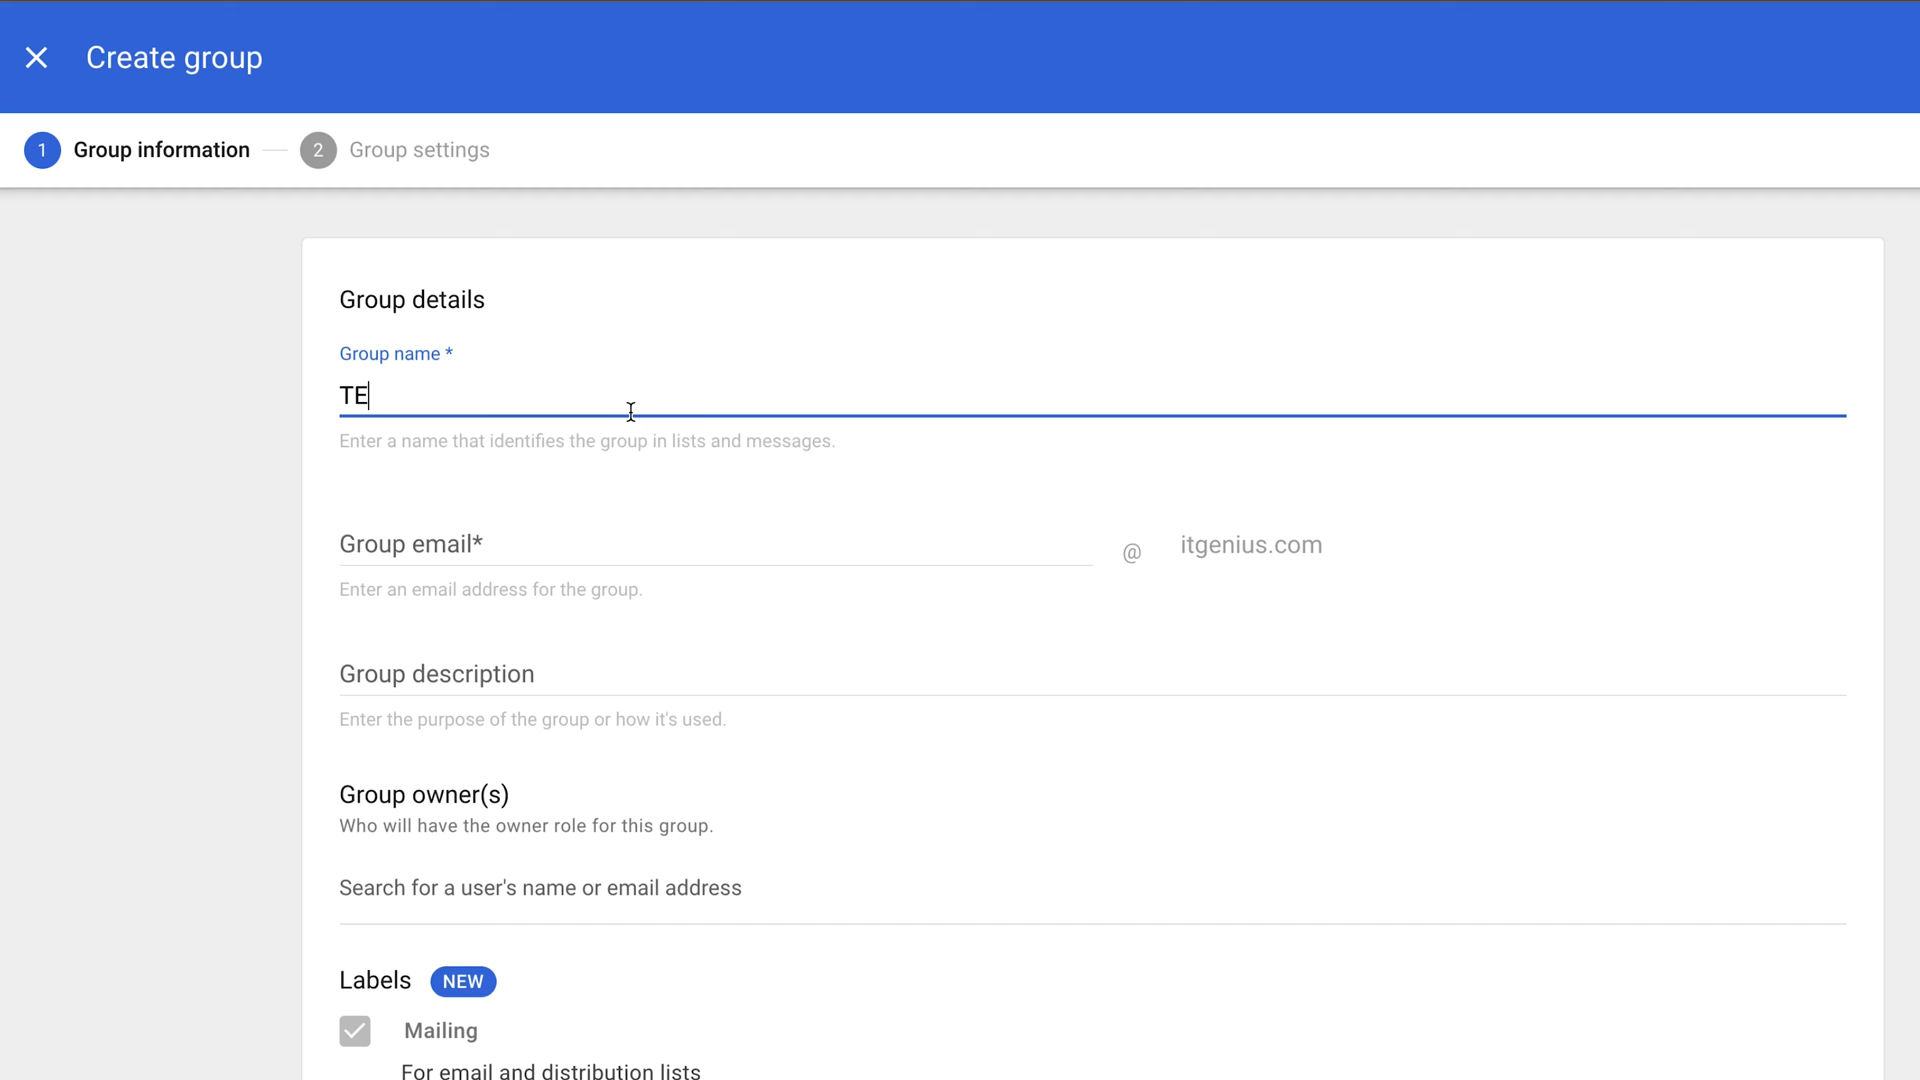 Create group
1 Group information 2 Group settings
Group details
Group name *
TE
Enter a name that identifies the group in lists and messages.
Group email* @ itgenius.com
Enter an email address for the group.
Group description
Enter the purpose of the group or how it's used.
Group owner(s)
Who will have the owner role for this group.
Search for a user's name or email address
Labels NEW
Mailing
For email and distribution lists